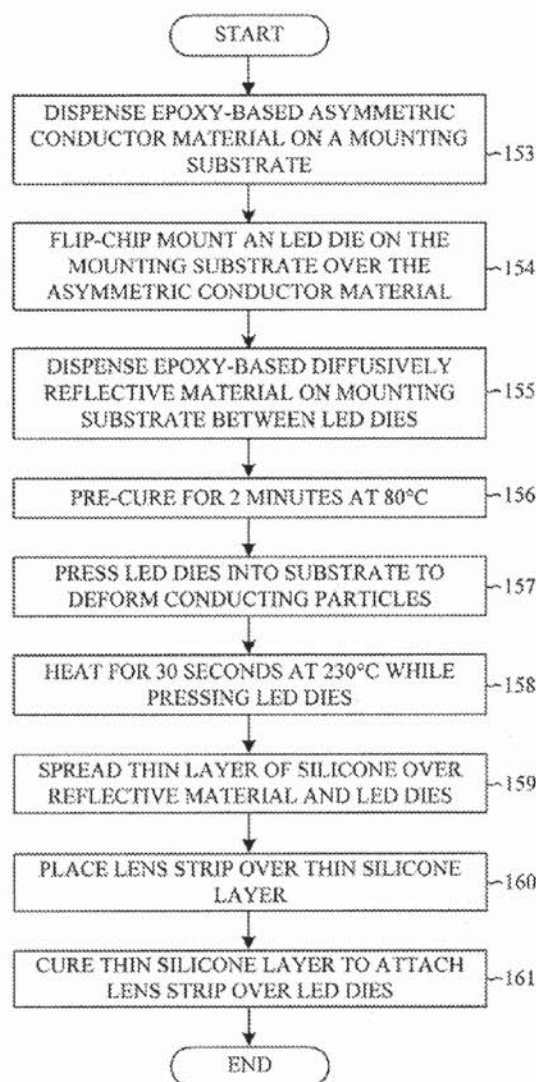 START
DISPENSE EPOXY-BASED ASYMMETRIC
CONDUCTOR MATERIAL ON A MOUNTING
SUBSTRATE
153
FLIP-CHIP MOUNT AN LED DIE ON THE
MOUNTING SUBSTRATE OVER THE
ASYMMETRIC CONDUCTOR MATERIAL
154
DISPENSE EPOXY-BASED DIFFUSIVELY
REFLECTIVE MATERIAL ON MOUNTING
SUBSTRATE BETWEEN LED DIES
155
PRE-CURE FOR 2 MINUTES AT 80°C
156
PRESS LED DIES INTO SUBSTRATE TO
DEFORM CONDUCTING PARTICLES
157
HEAT FOR 30 SECONDS AT 230°C WHILE
PRESSING LED DIES
158
SPREAD THIN LAYER OF SILICONE OVER
REFLECTIVE MATERIAL AND LED DIES
159
PLACE LENS STRIP OVER THIN SILICONE
LAYER
160
CURE THIN SILICONE LAYER TO ATTACH
LENS STRIP OVER LED DIES
161
END